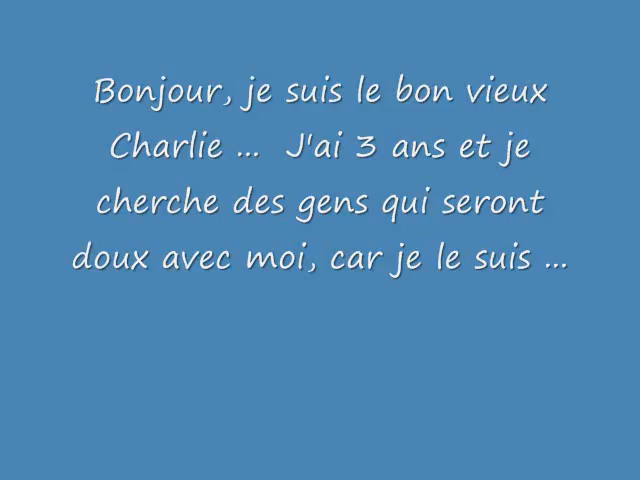 Bonjour, je suis le bon vieux
Charlie ... J'ai 3 ans et je
cherche des gens qui seront
doux avec moi, car je le suis ...